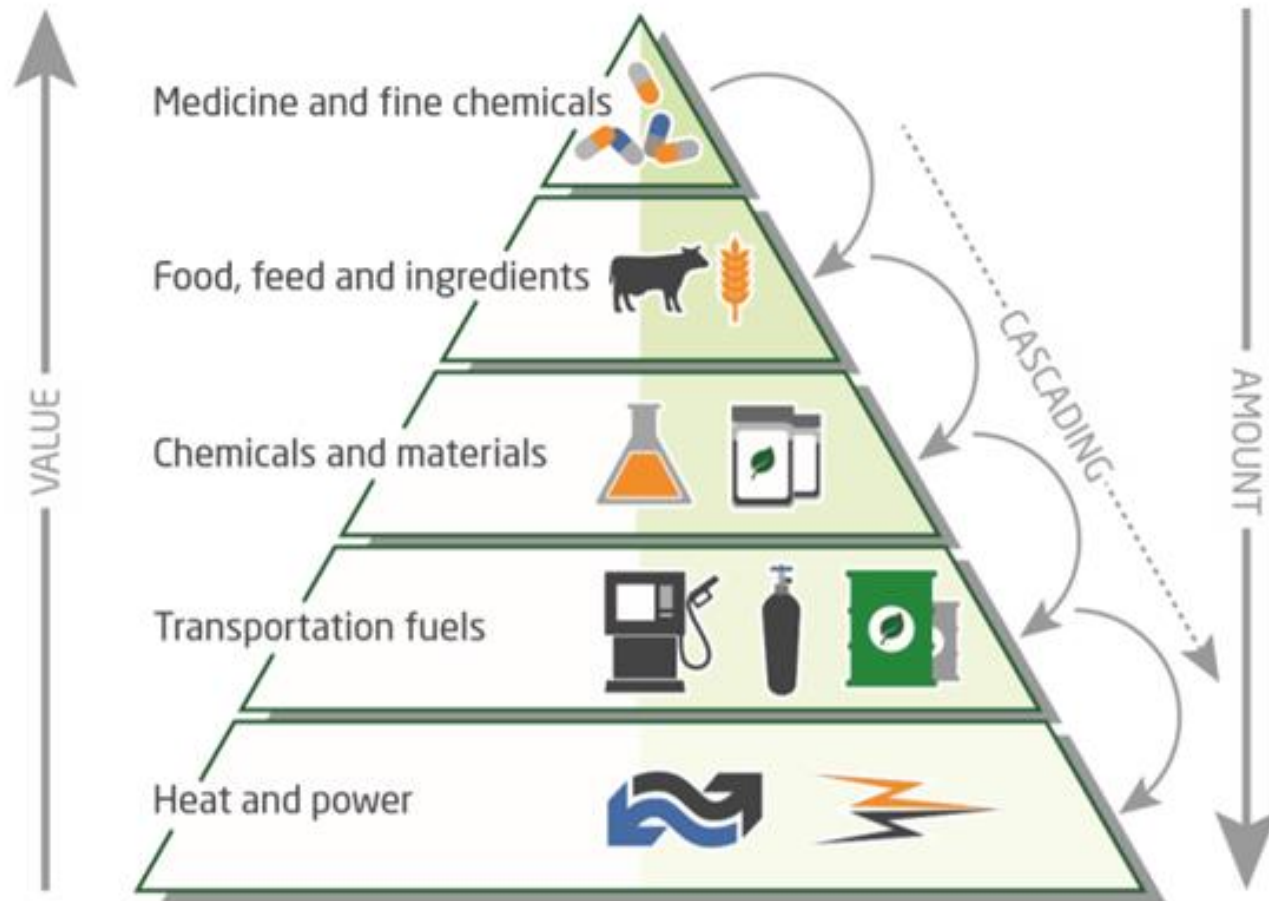 Medicine and fine chemicals
Food, feed and ingredients
Chemicals and materials
Transportation fuels
Heat and power
VALUE
CASCADING
AMOUNT